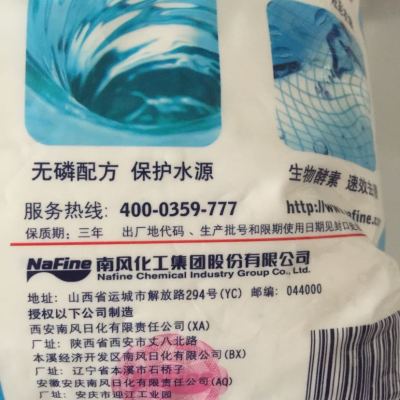 无磷配方 保护水源
生物酵素 速效去
服务热线: 400-0359-777
http://www.nafine.c
保质期: 三年 出厂地代码、生产批号和限期使用日期见封口
NaFine 南风化工集团股份有限公司
Nafine Chemical Industry Group Co., Ltd.
地址: 山西省运城市解放路294号(YC) 邮编: 044000
授权以下公司制造
西安南风日化有限责任公司(XA)
厂址: 陕西省西安市丈八北路
本溪经济开发区南风日化有限公司(BX)
厂址: 辽宁省本溪市石桥子
安徽安庆南风日化有限责任公司(AQ)
厂址: 安庆市迎江工业园